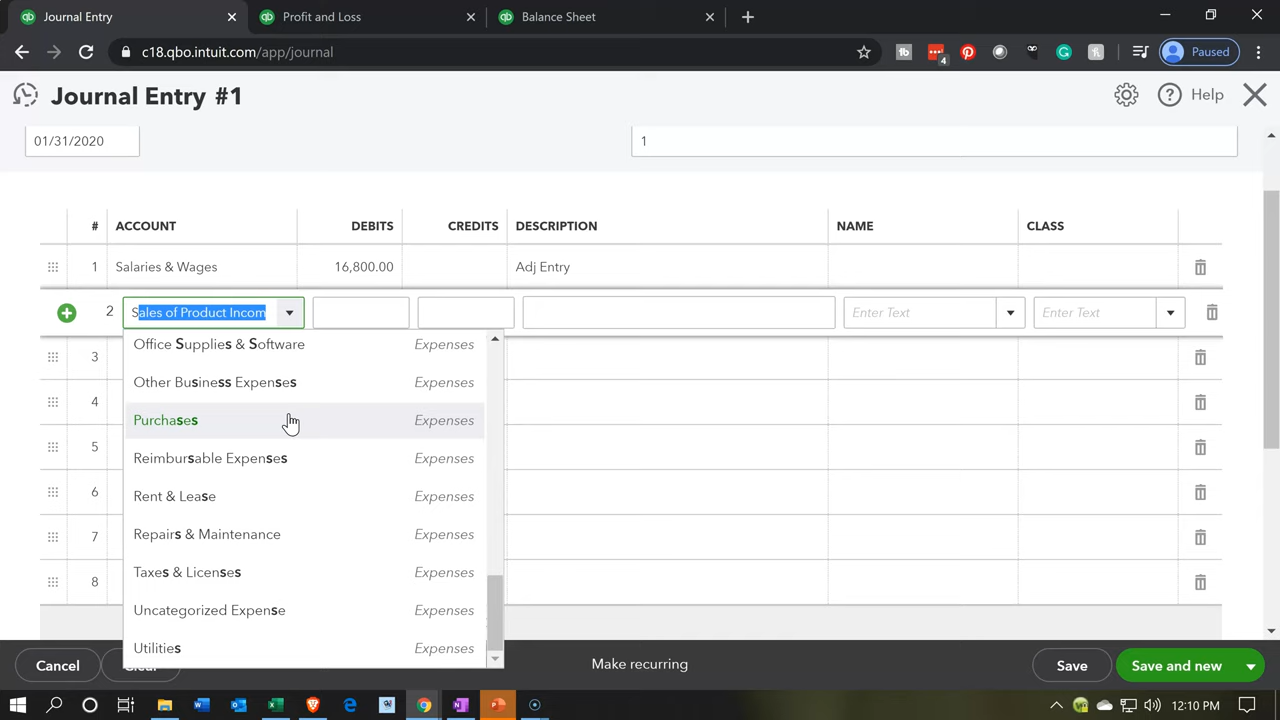 Journal Entry
Profit and Loss
Balance Sheet
c18.qbo.intuit.com/app/journal
4
Paused
Journal Entry #1
Help
01/31/2020
1
# ACCOUNT DEBITS CREDITS DESCRIPTION NAME CLASS
1 Salaries & Wages 16,800.00 Adj Entry
2 Sales of Product Incom Enter Text Enter Text
Office Supplies & Software Expenses
3
Other Business Expenses Expenses
4
Purchases Expenses
5
Reimbursable Expenses Expenses
6
Rent & Lease Expenses
7
Repairs & Maintenance Expenses
8
Taxes & Licenses Expenses
Uncategorized Expense Expenses
Utilities Expenses
Cancel
Clear
Make recurring
Save
Save and new
12:10 PM